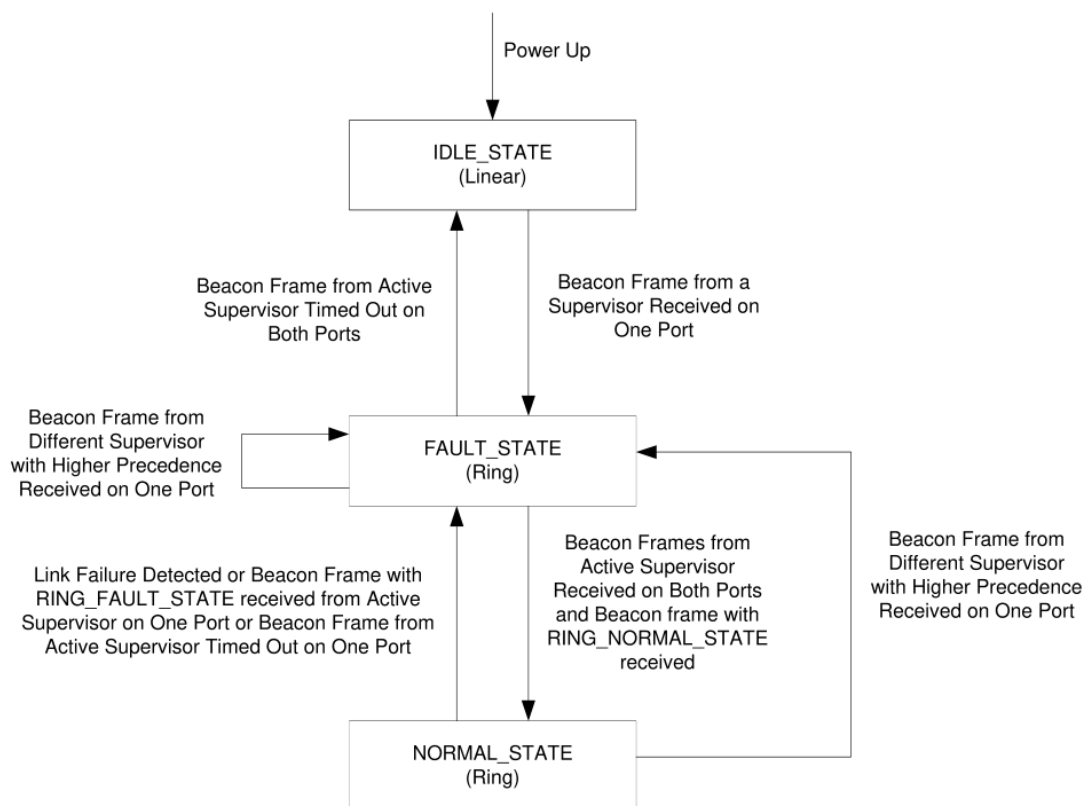 Power Up
IDLE_STATE
(Linear)
Beacon Frame from Active
Supervisor Timed Out on
Both Ports
Beacon Frame from a
Supervisor Received on
One Port
Beacon Frame from
Different Supervisor
with Higher Precedence
Received on One Port
FAULT_STATE
(Ring)
Link Failure Detected or Beacon Frame with
RING_FAULT_STATE received from Active
Supervisor on One Port or Beacon Frame from
Active Supervisor Timed Out on One Port
Beacon Frames from
Active Supervisor
Received on Both Ports
and Beacon frame with
RING_NORMAL_STATE
received
Beacon Frame from
Different Supervisor
with Higher Precedence
Received on One Port
NORMAL_STATE
(Ring)